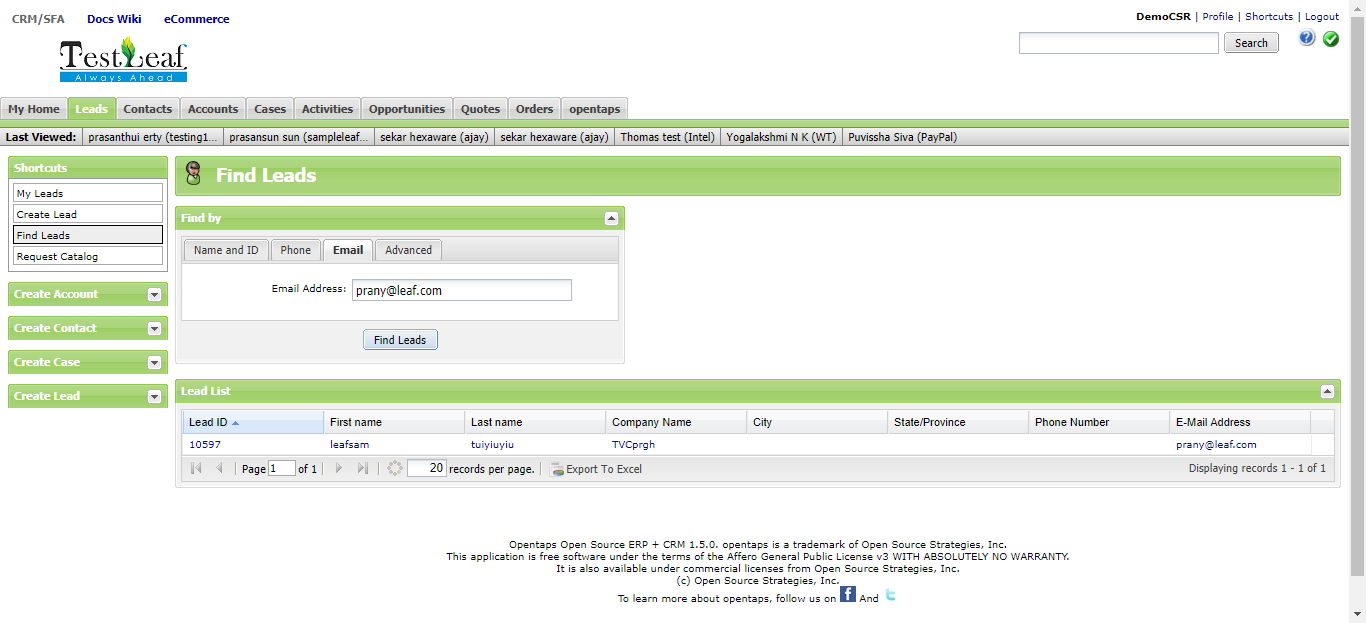 CRM/SFA Docs Wiki eCommerce
DemoCSR | Profile | Shortcuts | Logout
Search
TestLeaf
Always Ahead
My Home Leads Contacts Accounts Cases Activities Opportunities Quotes Orders opentaps
Last Viewed: prasanthui erty (testing1... prasansun sun (sampleleaf... sekar hexaware (ajay) sekar hexaware (ajay) Thomas test (Intel) Yogalakshmi N K (WT) Puvissha Siva (PayPal)
Shortcuts
My Leads
Create Lead
Find Leads
Request Catalog
Create Account
Create Contact
Create Case
Create Lead
Find Leads
Find by
Name and ID Phone Email Advanced
Email Address: prany@leaf.com
Find Leads
Lead List
Lead ID First name Last name Company Name City State/Province Phone Number E-Mail Address
10597 leafsam tuiyiuyiu TVCprgh prany@leaf.com
Page 1 of 1 20 records per page. Export To Excel Displaying records 1 - 1 of 1
Opentaps Open Source ERP + CRM 1.5.0. opentaps is a trademark of Open Source Strategies, Inc.
This application is free software under the terms of the Affero General Public License v3 WITH ABSOLUTELY NO WARRANTY.
It is also available under commercial licenses from Open Source Strategies, Inc.
(c) Open Source Strategies, Inc.
To learn more about opentaps, follow us on f And t